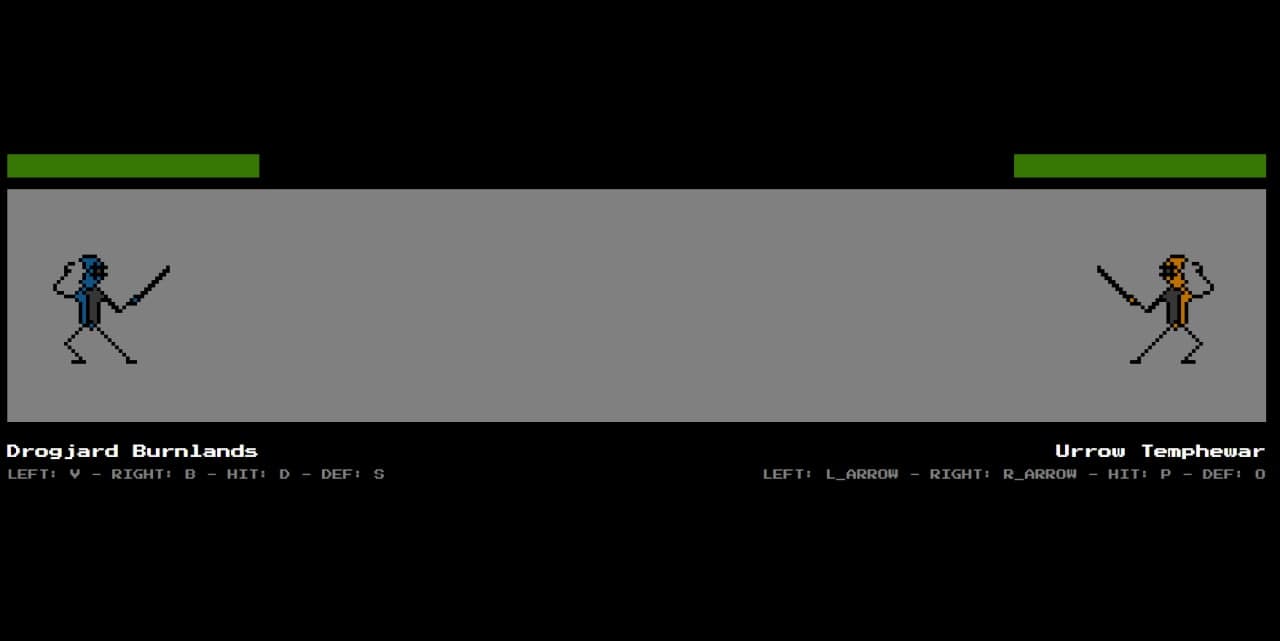 Drogjard Burnlands
Urrow Temphewar
LEFT: V - RIGHT: B - HIT: D - DEF: S
LEFT: L_ARROW - RIGHT: R_ARROW - HIT: P - DEF: O